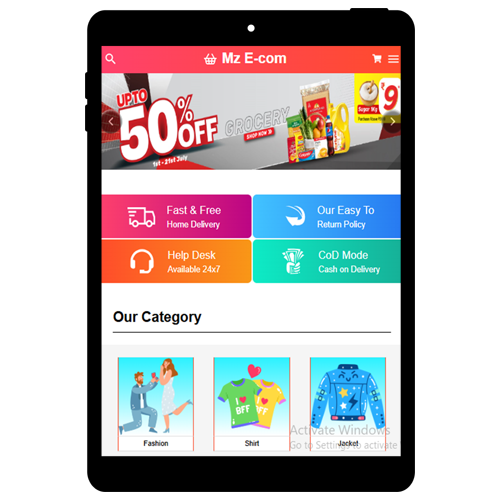 Mz E-com
UPTO
50%
OFF
GROCERY
SHOP NOW
1st - 21st July
Super
₹9
Fast & Free
Home Delivery
Our Easy To
Return Policy
Help Desk
Available 24x7
CoD Mode
Cash on Delivery
Our Category
BFF
BFF
Fashion
Shirt
Jacket
Activate Windows
Go to Settings to activate